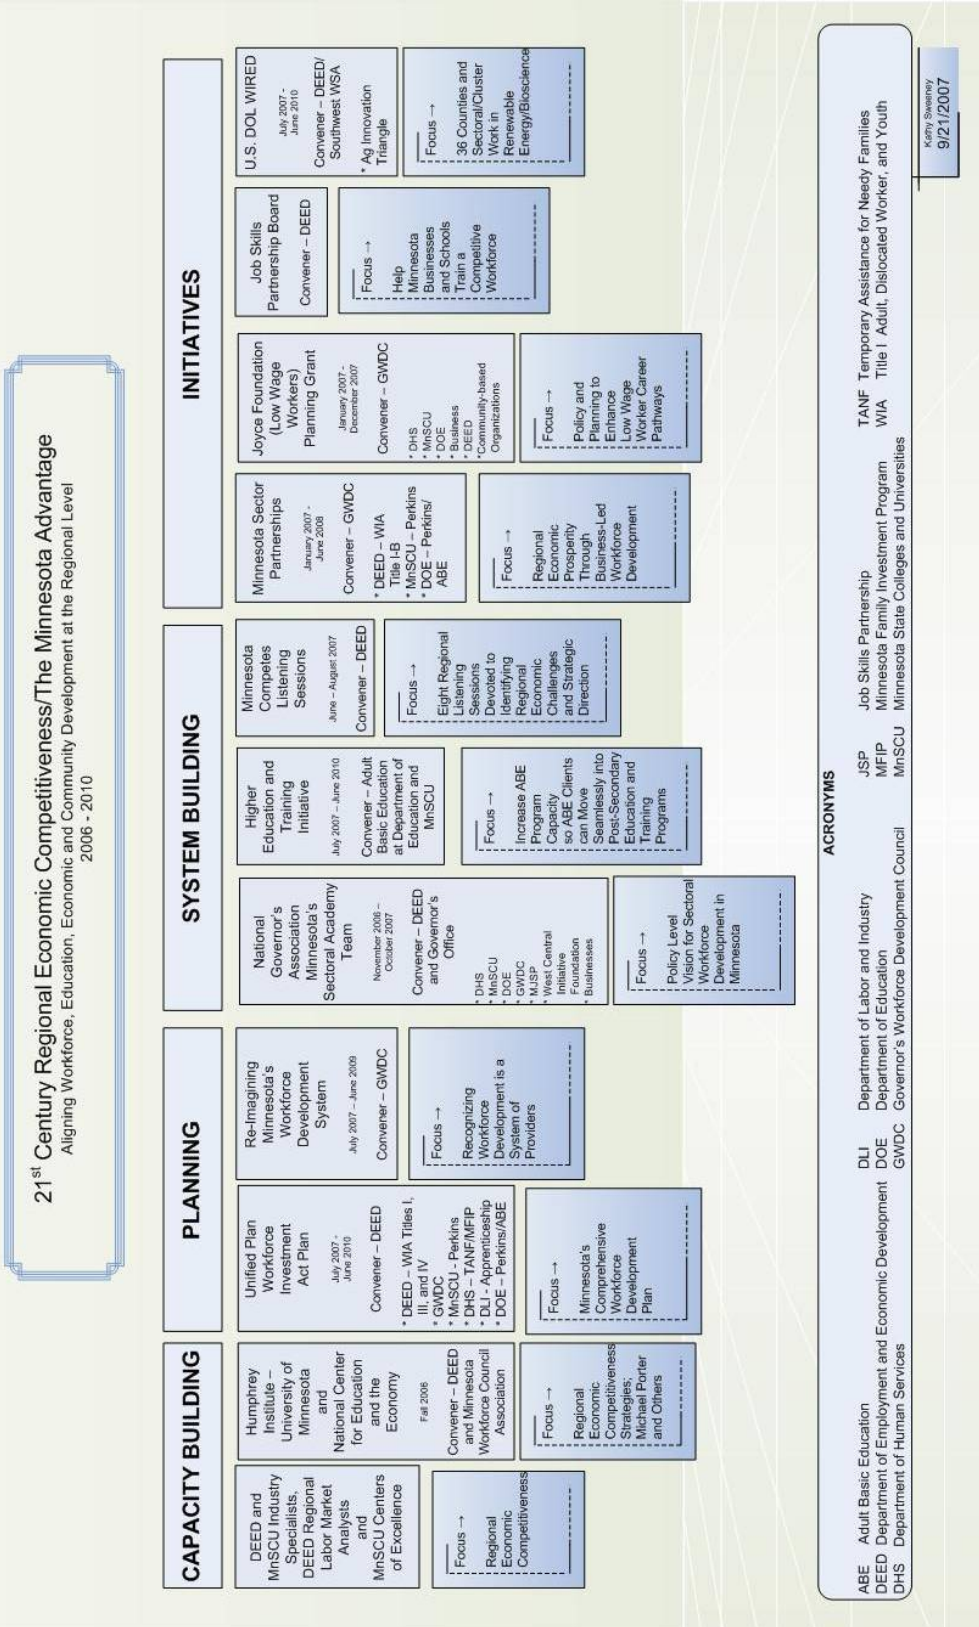 21st Century Regional Economic Competitiveness/The Minnesota Advantage
Aligning Workforce, Education, Economic and Community Development at the Regional Level
2006 - 2010
CAPACITY BUILDING
DEED and
MnSCU Industry
Specialists,
DEED Regional
Labor Market
Analysts
and
MnSCU Centers
of Excellence
Focus →
Regional
Economic
Competitiveness
Humphrey
Institute –
University of
Minnesota
and
National Center
for Education
and the
Economy
Fall 2006
Convener – DEED
and Minnesota
Workforce Council
Association
Focus →
Regional
Economic
Competitiveness
Strategies;
Michael Porter
and Others
PLANNING
Unified Plan
Workforce
Investment
Act Plan
July 2007 -
June 2010
Convener – DEED
* DEED – WIA Titles I,
III, and IV
* GWDC
* MnSCU - Perkins
* DHS – TANF/MFIP
* DLI - Apprenticeship
* DOE – Perkins/ABE
Focus →
Minnesota's
Comprehensive
Workforce
Development
Plan
Re-Imagining
Minnesota's
Workforce
Development
System
July 2007 – June 2009
Convener – GWDC
Focus →
Recognizing
Workforce
Development is a
System of
Providers
SYSTEM BUILDING
National
Governor's
Association
Minnesota's
Sectoral Academy
Team
November 2006 –
October 2007
Convener – DEED
and Governor's
Office
* DHS
* MnSCU
* DOE
* GWDC
* MJSP
* West Central
Initiative
Foundation
* Businesses
Focus →
Policy Level
Vision for Sectoral
Workforce
Development in
Minnesota
Higher
Education and
Training
Initiative
July 2007 – June 2010
Convener – Adult
Basic Education
at Department of
Education and
MnSCU
Focus →
Increase ABE
Program
Capacity
so ABE Clients
can Move
Seamlessly into
Post-Secondary
Education and
Training
Programs
Minnesota
Competes
Listening
Sessions
June – August 2007
Convener – DEED
Focus →
Eight Regional
Listening
Sessions
Devoted to
Identifying
Regional
Economic
Challenges
and Strategic
Direction
INITIATIVES
Minnesota Sector
Partnerships
January 2007 -
June 2008
Convener – GWDC
* DEED – WIA
Title I-B
* MnSCU – Perkins
* DOE – Perkins/
ABE
Focus →
Regional
Economic
Prosperity
Through
Business-Led
Workforce
Development
Joyce Foundation
(Low Wage
Workers)
Planning Grant
January 2007 -
December 2007
Convener – GWDC
* DHS
* MnSCU
* DOE
* Business
* DEED
*Community-based
Organizations
Focus →
Policy and
Planning to
Enhance
Low Wage
Worker Career
Pathways
Job Skills
Partnership Board
Convener – DEED
Focus →
Help
Minnesota
Businesses
and Schools
Train a
Competitive
Workforce
U.S. DOL WIRED
July 2007 -
June 2010
Convener – DEED/
Southwest WSA
* Ag Innovation
Triangle
Focus →
36 Counties and
Sectoral/Cluster
Work in
Renewable
Energy/Bioscience
ACRONYMS
ABE Adult Basic Education
DEED Department of Employment and Economic Development
DHS Department of Human Services
DLI Department of Labor and Industry
DOE Department of Education
GWDC Governor's Workforce Development Council
JSP Job Skills Partnership
MFIP Minnesota Family Investment Program
MnSCU Minnesota State Colleges and Universities
TANF Temporary Assistance for Needy Families
WIA Title I Adult, Dislocated Worker, and Youth
Kathy Sweeney
9/21/2007